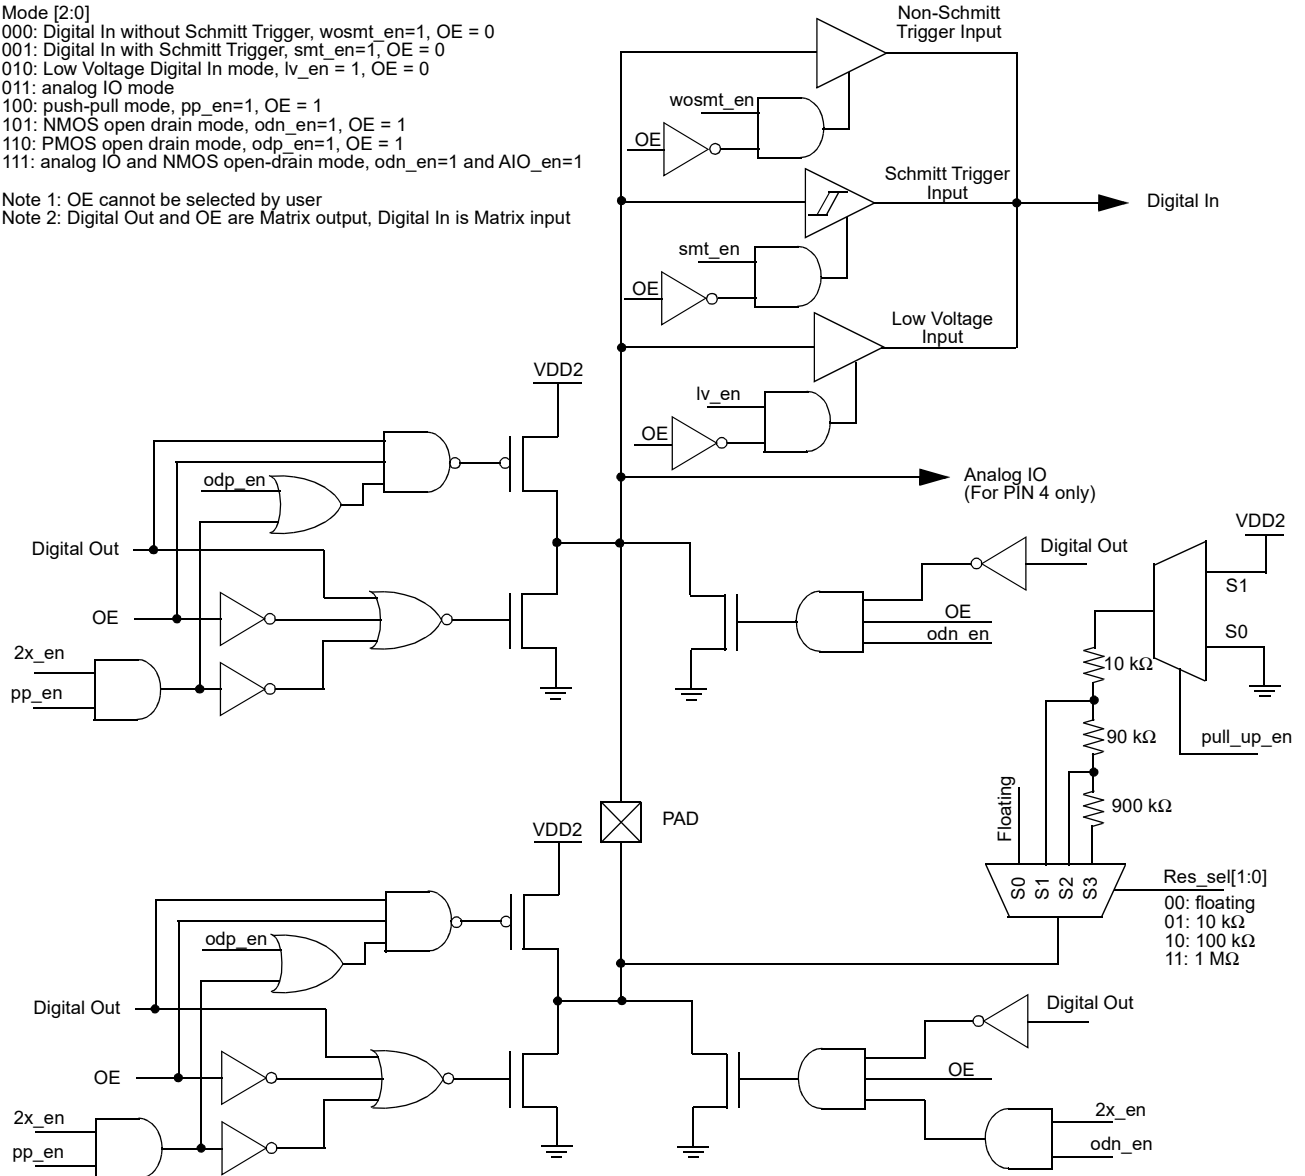 Mode [2:0]
000: Digital In without Schmitt Trigger, wosmt_en=1, OE = 0
001: Digital In with Schmitt Trigger, smt_en=1, OE = 0
010: Low Voltage Digital In mode, lv_en = 1, OE = 0
011: analog IO mode
100: push-pull mode, pp_en=1, OE = 1
101: NMOS open drain mode, odn_en=1, OE = 1
110: PMOS open drain mode, odp_en=1, OE = 1
111: analog IO and NMOS open-drain mode, odn_en=1 and AIO_en=1
Note 1: OE cannot be selected by user
Note 2: Digital Out and OE are Matrix output, Digital In is Matrix input
Non-Schmitt
Trigger Input
wosmt_en
OE
Schmitt Trigger
Input
Digital In
smt_en
OE
Low Voltage
Input
lv_en
OE
VDD2
odp_en
Digital Out
OE
2x_en
pp_en
Analog IO
(For PIN 4 only)
Digital Out
OE
odn_en
VDD2
S1
S0
pull_up_en
10 kΩ
90 kΩ
900 kΩ
Floating
S0
S1
S2
S3
Res_sel[1:0]
00: floating
01: 10 kΩ
10: 100 kΩ
11: 1 MΩ
PAD
VDD2
odp_en
Digital Out
OE
2x_en
pp_en
Digital Out
OE
2x_en
odn_en